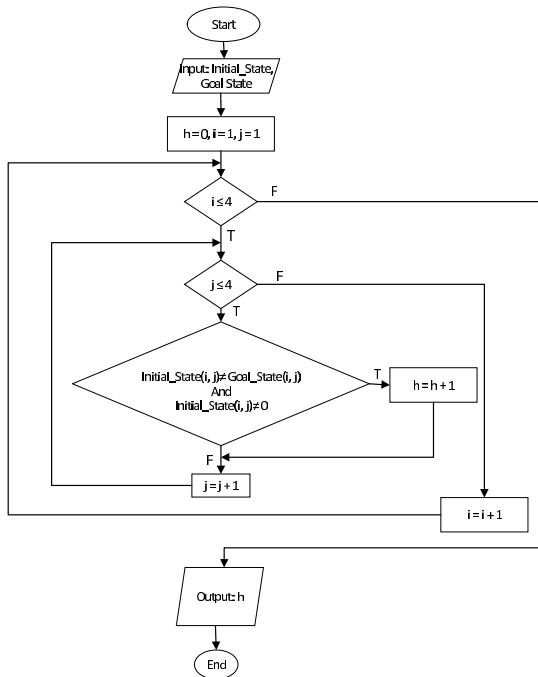 Start
Input: Initial_State,
Goal State
h=0, i=1, j=1
i≤4
F
T
j≤4
F
T
Initial_State(i, j)≠Goal_State(i, j)
And
Initial_State(i, j)≠0
T
h=h+1
F
j=j+1
i=i+1
Output: h
End